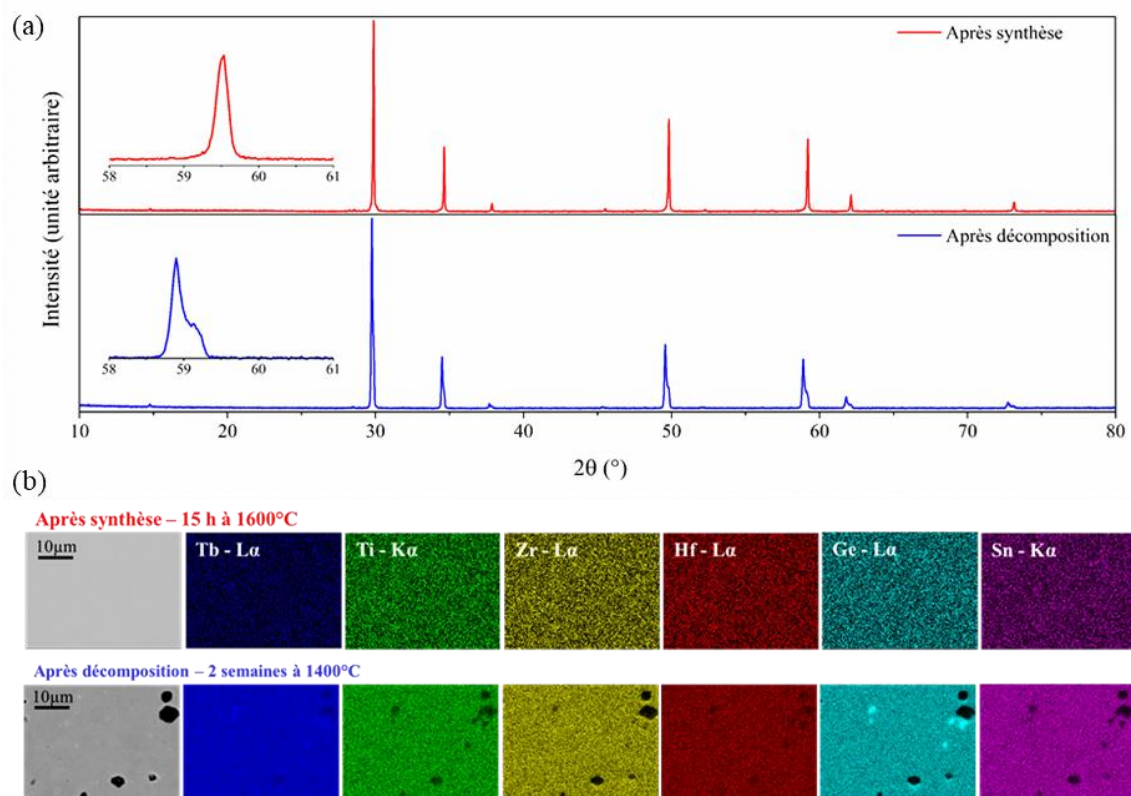 (a)
Après synthèse
58 59 60 61
Après décomposition
58 59 60 61
Intensité (unité arbitraire)
10 20 30 40 50 60 70 80
2θ (°)
(b)
Après synthèse – 15 h à 1600°C
10µm
Tb - Lα
Ti - Kα
Zr - Lα
Hf - Lα
Ge - Lα
Sn - Kα
Après décomposition – 2 semaines à 1400°C
10µm